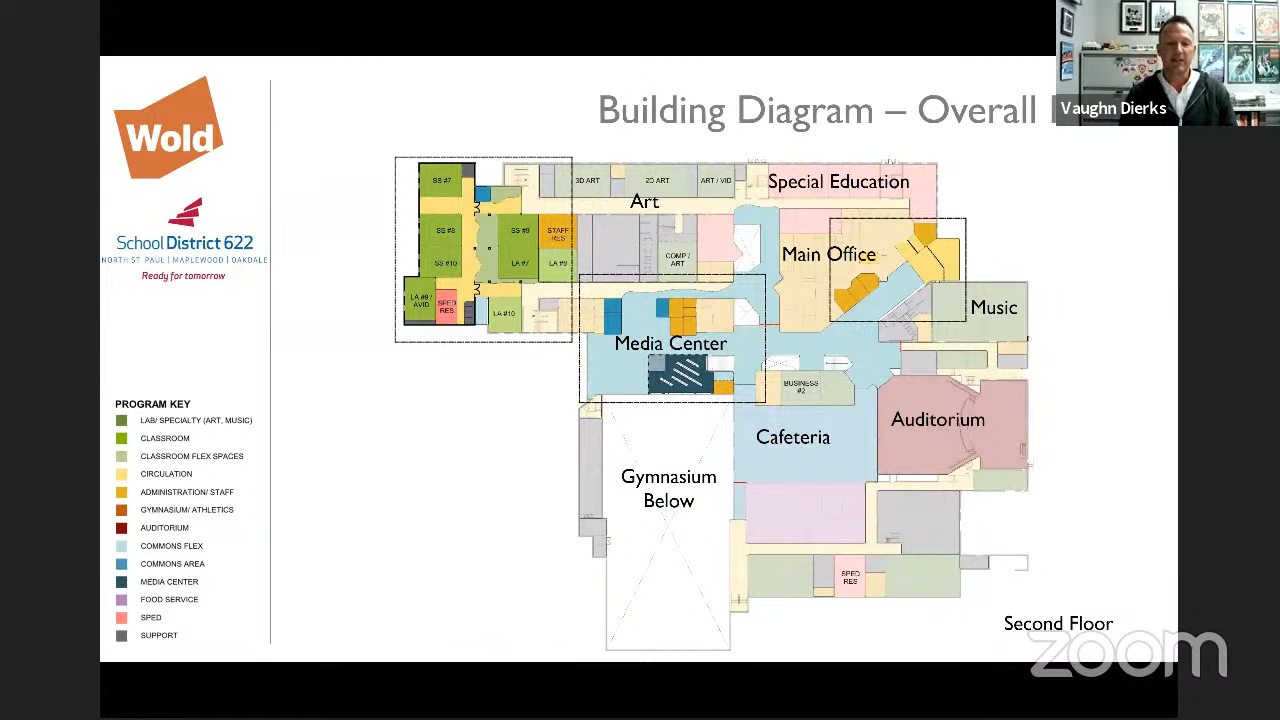 Wold
School District 622
NORTH ST. PAUL | MAPLEWOOD | OAKDALE
Ready for tomorrow
PROGRAM KEY
LAB/ SPECIALTY (ART, MUSIC)
CLASSROOM
CLASSROOM FLEX SPACES
CIRCULATION
ADMINISTRATION/ STAFF
GYMNASIUM/ ATHLETICS
AUDITORIUM
COMMONS FLEX
COMMONS AREA
MEDIA CENTER
FOOD SERVICE
SPED
SUPPORT
Building Diagram – Overall
Vaughn Dierks
SS #7
3D ART
2D ART
ART / VID
Special Education
Art
SS #8
SS #9
STAFF
RES
Main Office
COMP /
ART
SS #10
LA #7
LA #8
LA #9 /
AVID
SPED
RES
LA #10
Music
Media Center
BUSINESS
#2
Auditorium
Cafeteria
Gymnasium
Below
SPED
RES
Second Floor
zoom